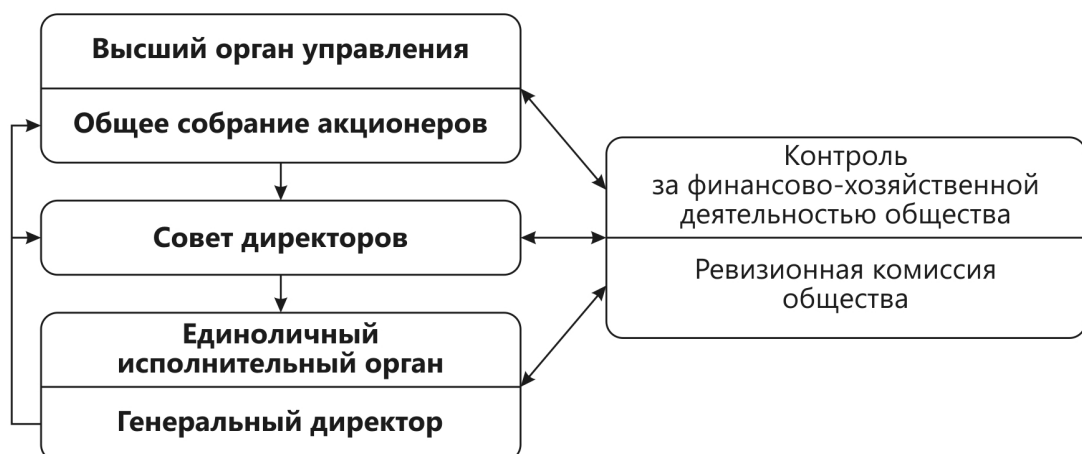 Высший орган управления
Общее собрание акционеров
Совет директоров
Единоличный
исполнительный орган
Генеральный директор
Контроль
за финансово-хозяйственной
деятельностью общества
Ревизионная комиссия
общества